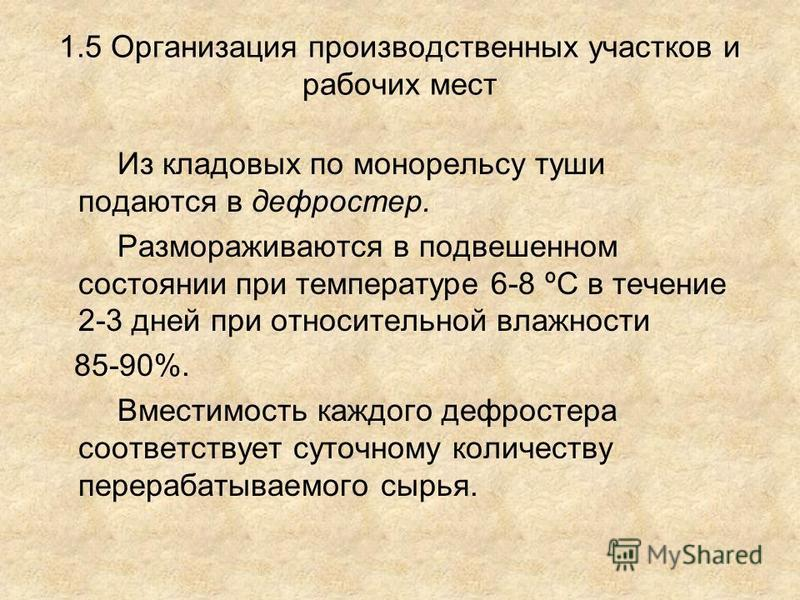 1.5 Организация производственных участков и
рабочих мест
Из кладовых по монорельсу туши
подаются в дефростер.
Размораживаются в подвешенном
состоянии при температуре 6-8 ºС в течение
2-3 дней при относительной влажности
85-90%.
Вместимость каждого дефростера
соответствует суточному количеству
перерабатываемого сырья.
MyShared